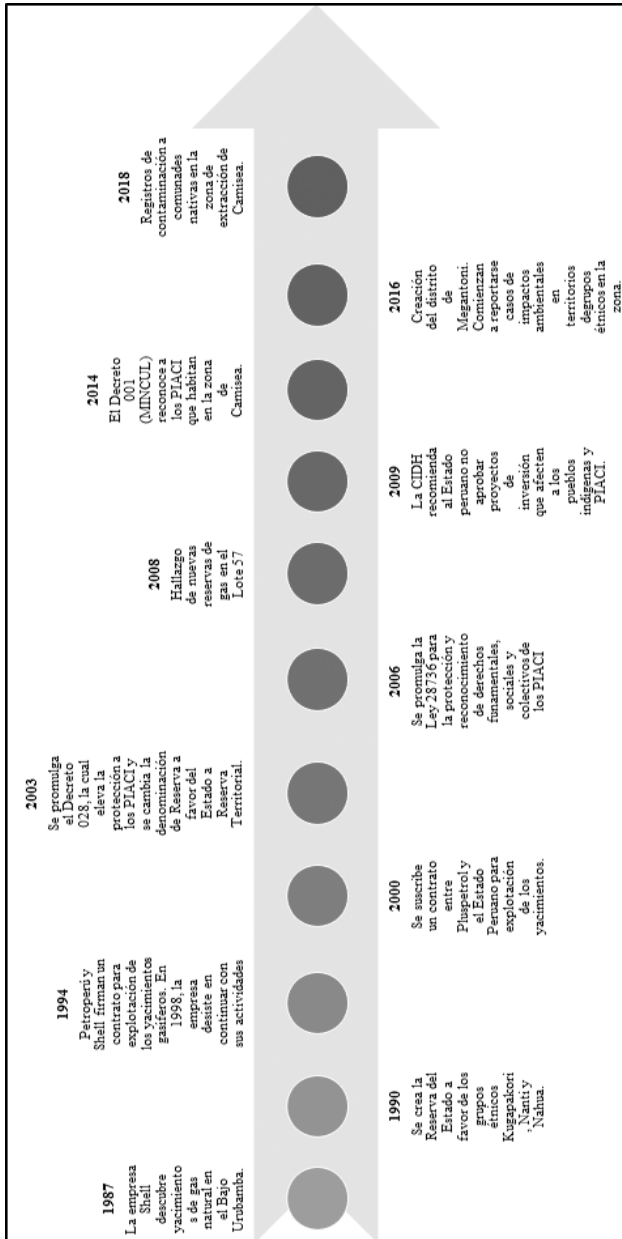 1987
La empresa
Shell
descubre
yacimiento
s de gas
natural en
el Bajo
Urubamba.
1990
Se crea la
Reserva del
Estado a
favor de los
grupos
étnicos
Kugapakori
, Nanti y
Nahua.
1994
Petroperú y
Shell firman un
contrato para
explotación de
los yacimientos
gasíferos. En
1998, la
empresa
desiste en
continuar con
sus actividades
2000
Se suscribe
un contrato
entre
Pluspetrol y
el Estado
Peruano para
explotación
de los
yacimientos.
2003
Se promulga
el Decreto
028, la cual
eleva la
protección a
los PIACI y
se cambia la
denominación
de Reserva a
favor del
Estado a
Reserva
Territorial.
2006
Se promulga la
Ley 28736 para
la protección y
reconocimiento
de derechos
funamentales,
sociales y
colectivos de
los PIACI
2008
Hallazgo
de nuevas
reservas de
gas en el
Lote 57
2009
La CIDH
recomienda
al Estado
peruano no
aprobar
proyectos
de
inversión
que afecten
a los
pueblos
indígenas y
PIACI.
2014
El Decreto
001
(MINCUL)
reconoce a
los PIACI
que habitan
en la zona
de
Camisea.
2016
Creación
del distrito
de
Megantoni.
Comienzan
a reportarse
casos de
impactos
ambientales
en
territorios
degrupos
étnicos en la
zona.
2018
Registros de
contaminación a
comunades
nativas en la
zona de
extracción de
Camisea.